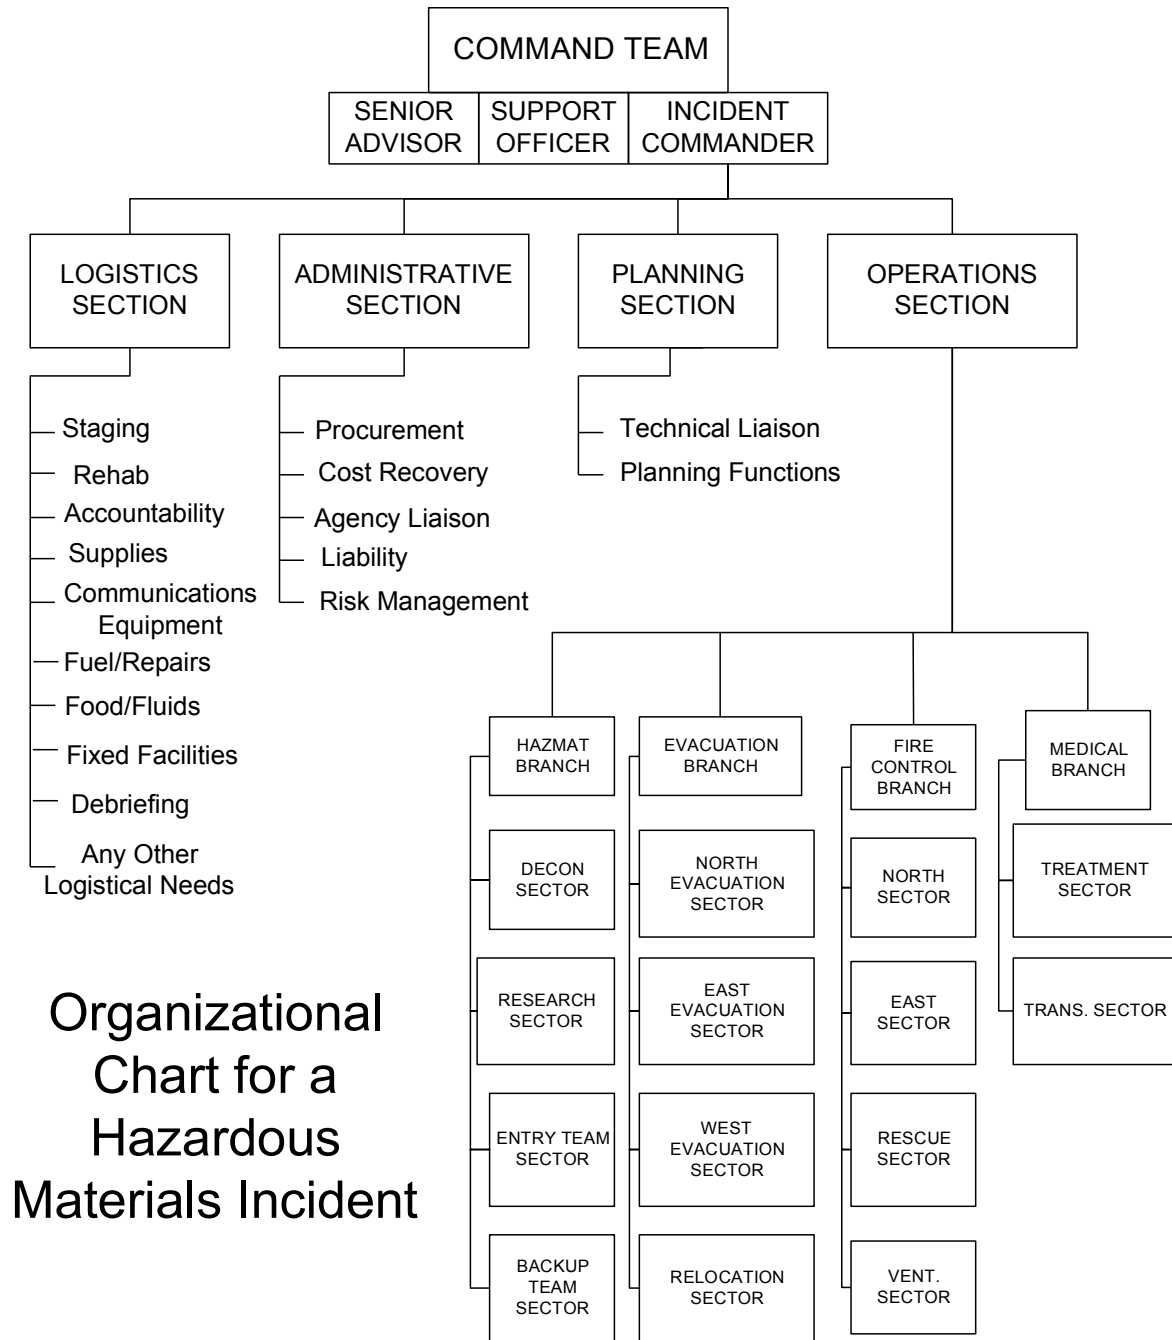 COMMAND TEAM
SENIOR
ADVISOR
SUPPORT
OFFICER
INCIDENT
COMMANDER
LOGISTICS
SECTION
ADMINISTRATIVE
SECTION
PLANNING
SECTION
OPERATIONS
SECTION
Staging
Rehab
Accountability
Supplies
Communications
Equipment
Fuel/Repairs
Food/Fluids
Fixed Facilities
Debriefing
Any Other
Logistical Needs
Procurement
Cost Recovery
Agency Liaison
Liability
Risk Management
Technical Liaison
Planning Functions
HAZMAT
BRANCH
DECON
SECTOR
RESEARCH
SECTOR
ENTRY TEAM
SECTOR
BACKUP
TEAM
SECTOR
EVACUATION
BRANCH
NORTH
EVACUATION
SECTOR
EAST
EVACUATION
SECTOR
WEST
EVACUATION
SECTOR
RELOCATION
SECTOR
FIRE
CONTROL
BRANCH
NORTH
SECTOR
EAST
SECTOR
RESCUE
SECTOR
VENT.
SECTOR
MEDICAL
BRANCH
TREATMENT
SECTOR
TRANS. SECTOR
Organizational
Chart for a
Hazardous
Materials Incident